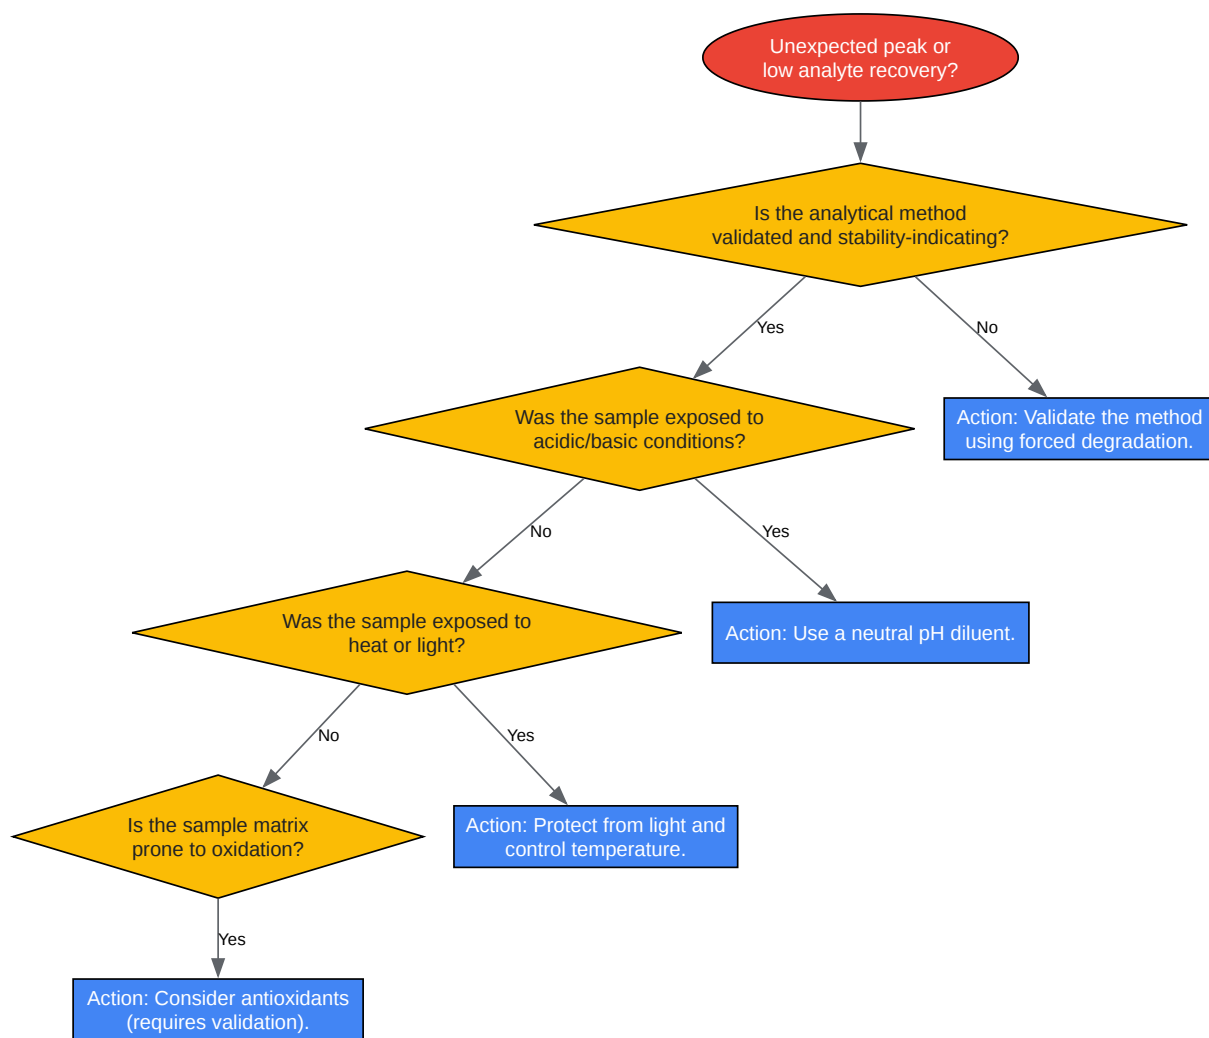 Unexpected peak or
low analyte recovery?
Is the analytical method
validated and stability-indicating?
Yes
No
Was the sample exposed to
acidic/basic conditions?
Action: Validate the method
using forced degradation.
No
Yes
Was the sample exposed to
heat or light?
Action: Use a neutral pH diluent.
No
Yes
Is the sample matrix
prone to oxidation?
Action: Protect from light and
control temperature.
Yes
Action: Consider antioxidants
(requires validation).